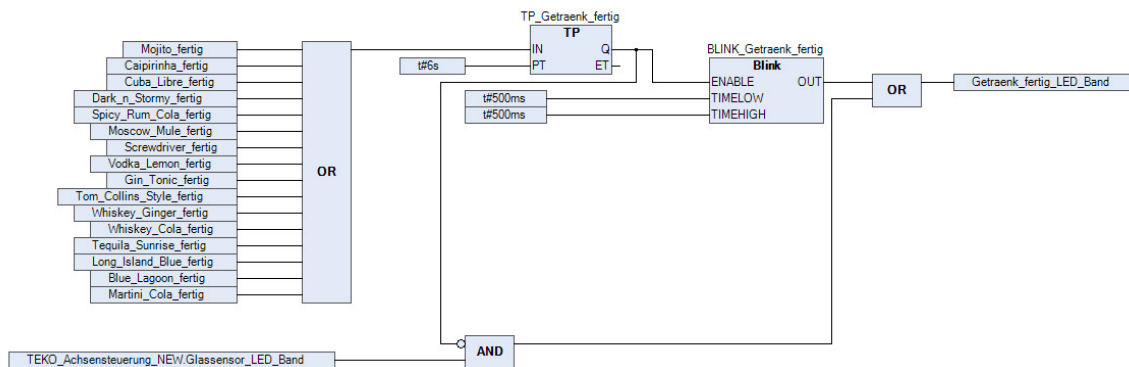 TP_Getraenk_fertig
TP
Mojito_fertig
IN
Q
BLINK_Getraenk_fertig
Caipirinha_fertig
t#6s
PT
ET
Blink
Cuba_Libre_fertig
ENABLE
OUT
Getraenk_fertig_LED_Band
Dark_n_Stormy_fertig
t#500ms
TIMELOW
OR
Spicy_Rum_Cola_fertig
t#500ms
TIMEHIGH
Moscow_Mule_fertig
Screwdriver_fertig
Vodka_Lemon_fertig
OR
Gin_Tonic_fertig
Tom_Collins_Style_fertig
Whiskey_Ginger_fertig
Whiskey_Cola_fertig
Tequila_Sunrise_fertig
Long_Island_Blue_fertig
Blue_Lagoon_fertig
Martini_Cola_fertig
AND
TEKO_Achsensteuerung_NEW.Glassensor_LED_Band